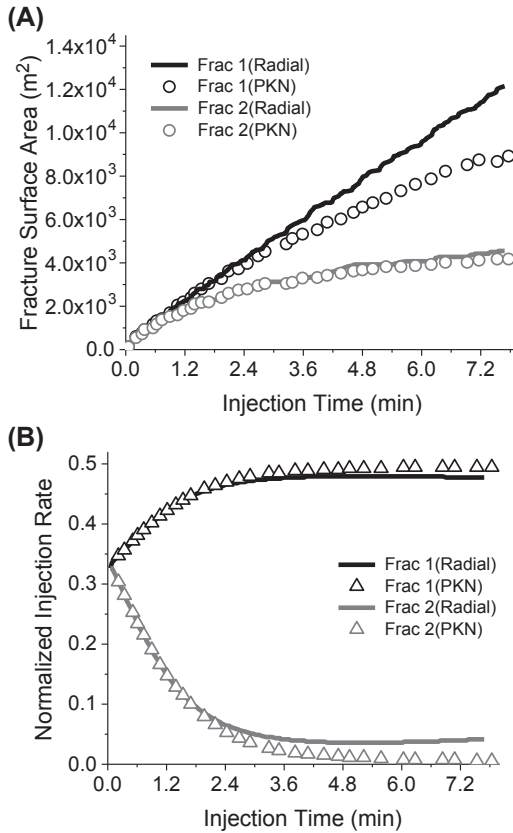 (A)
1.4x10⁴
1.2x10⁴
1.0x10⁴
8.0x10³
6.0x10³
4.0x10³
2.0x10³
0.0
Fracture Surface Area (m²)
Frac 1(Radial)
Frac 1(PKN)
Frac 2(Radial)
Frac 2(PKN)
0.0 1.2 2.4 3.6 4.8 6.0 7.2
Injection Time (min)
(B)
0.5
0.4
0.3
0.2
0.1
0.0
Normalized Injection Rate
Frac 1(Radial)
Frac 1(PKN)
Frac 2(Radial)
Frac 2(PKN)
0.0 1.2 2.4 3.6 4.8 6.0 7.2
Injection Time (min)